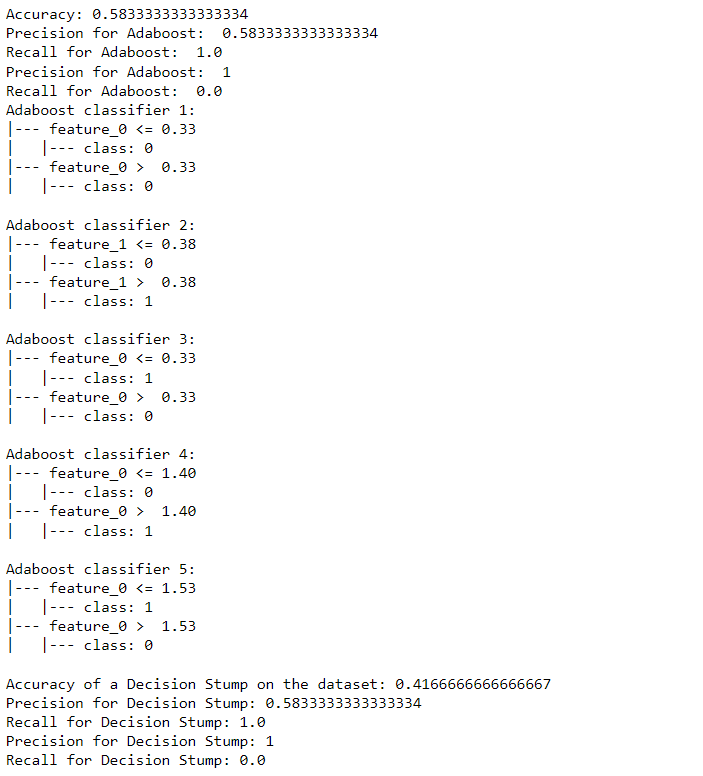 Accuracy: 0.5833333333333334
Precision for Adaboost:  0.5833333333333334
Recall for Adaboost:  1.0
Precision for Adaboost:  1
Recall for Adaboost:  0.0
Adaboost classifier 1:
|--- feature_0 <= 0.33
|   |--- class: 0
|--- feature_0 >  0.33
|   |--- class: 0

Adaboost classifier 2:
|--- feature_1 <= 0.38
|   |--- class: 0
|--- feature_1 >  0.38
|   |--- class: 1

Adaboost classifier 3:
|--- feature_0 <= 0.33
|   |--- class: 1
|--- feature_0 >  0.33
|   |--- class: 0

Adaboost classifier 4:
|--- feature_0 <= 1.40
|   |--- class: 0
|--- feature_0 >  1.40
|   |--- class: 1

Adaboost classifier 5:
|--- feature_0 <= 1.53
|   |--- class: 1
|--- feature_0 >  1.53
|   |--- class: 0

Accuracy of a Decision Stump on the dataset: 0.4166666666666667
Precision for Decision Stump: 0.5833333333333334
Recall for Decision Stump: 1.0
Precision for Decision Stump: 1
Recall for Decision Stump: 0.0